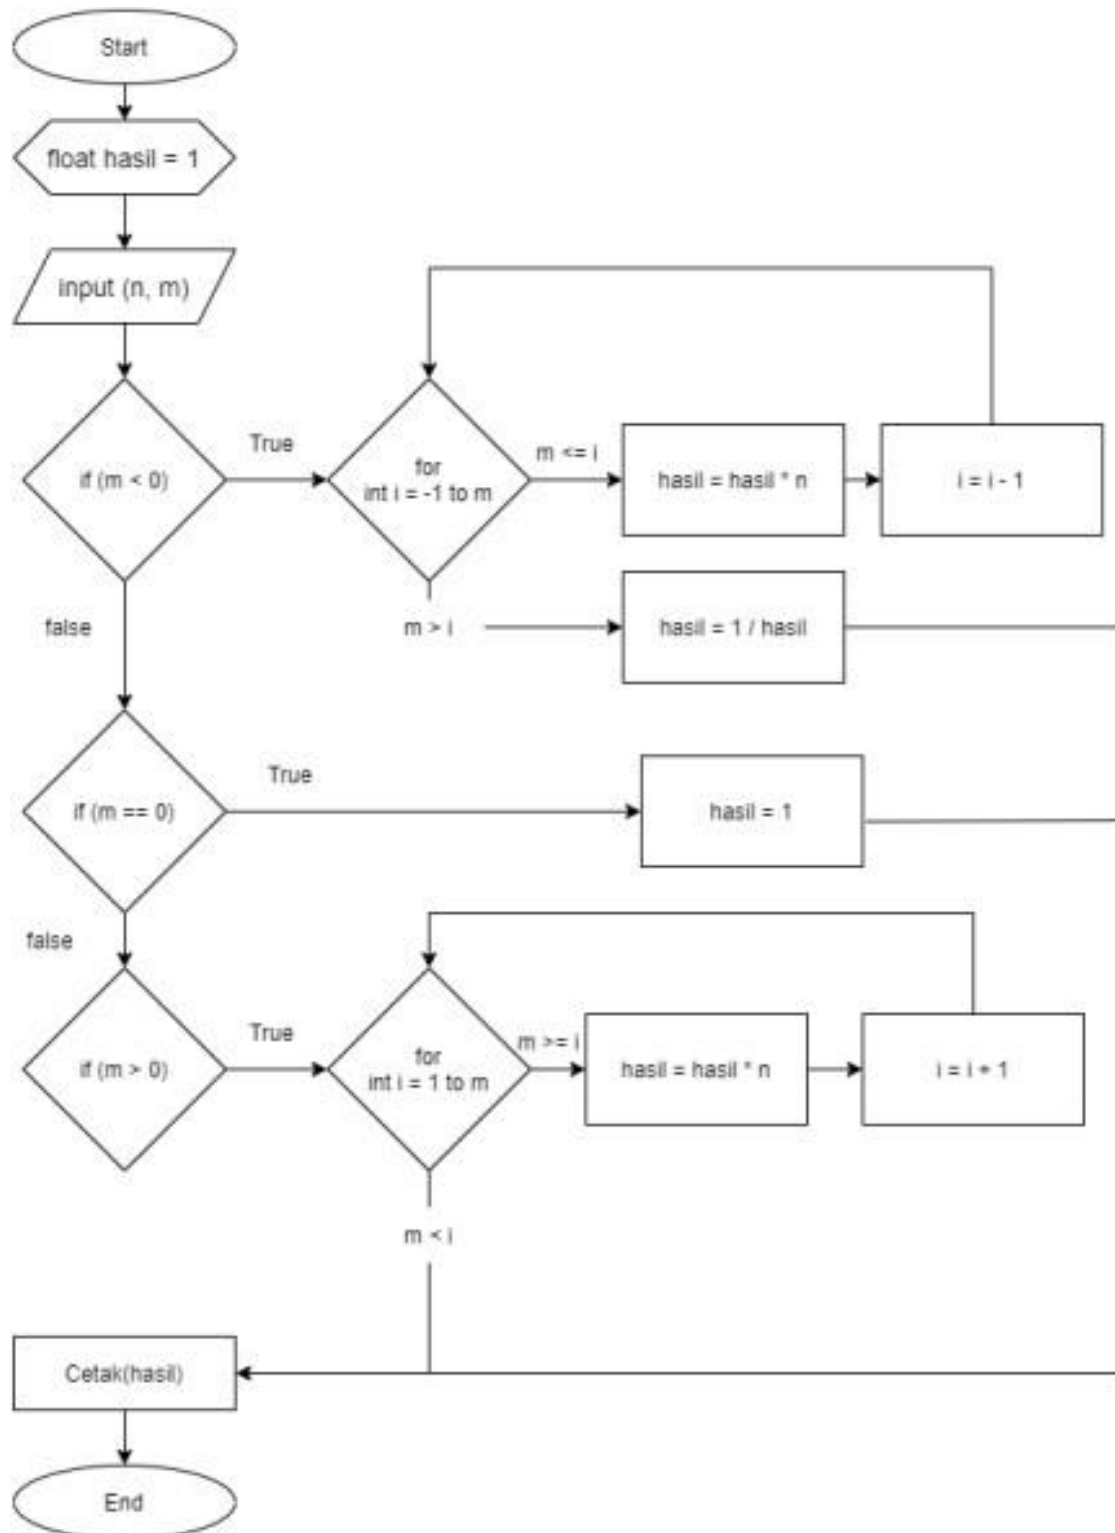 Start
float hasil = 1
input (n, m)
if (m < 0)
True
for
int i = -1 to m
m <= i
hasil = hasil * n
i = i - 1
false
m > i
hasil = 1 / hasil
if (m == 0)
True
hasil = 1
false
if (m > 0)
True
for
int i = 1 to m
m >= i
hasil = hasil * n
i = i + 1
m < i
Cetak(hasil)
End